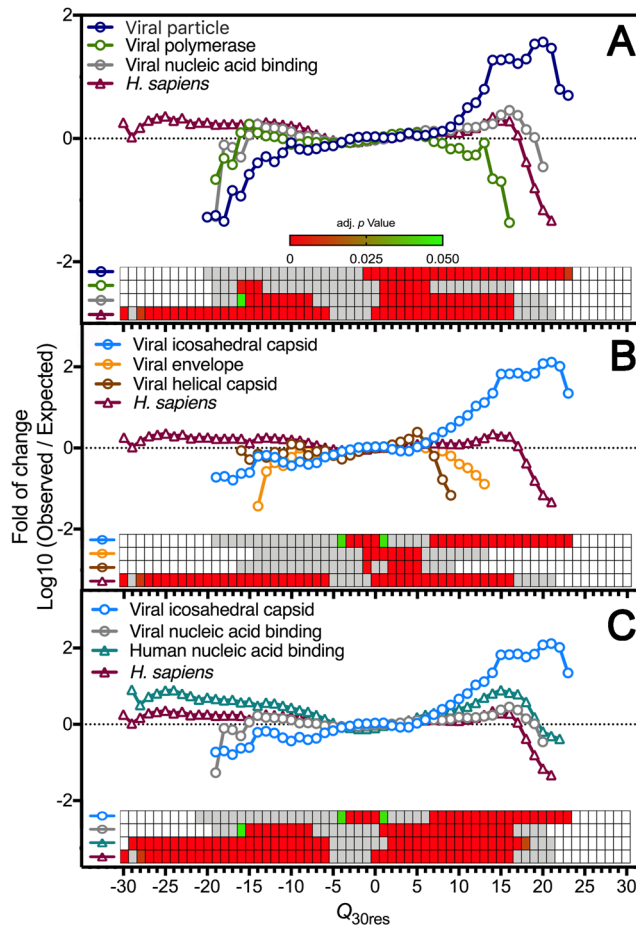 A
Viral particle
Viral polymerase
Viral nucleic acid binding
H. sapiens
2
0
-2
adj. p Value
0 0.025 0.050
B
Viral icosahedral capsid
Viral envelope
Viral helical capsid
H. sapiens
2
0
-2
Fold of change
Log10 (Observed / Expected)
C
Viral icosahedral capsid
Viral nucleic acid binding
Human nucleic acid binding
H. sapiens
2
0
-2
-30 -25 -20 -15 -10 -5 0 5 10 15 20 25 30
Q30res